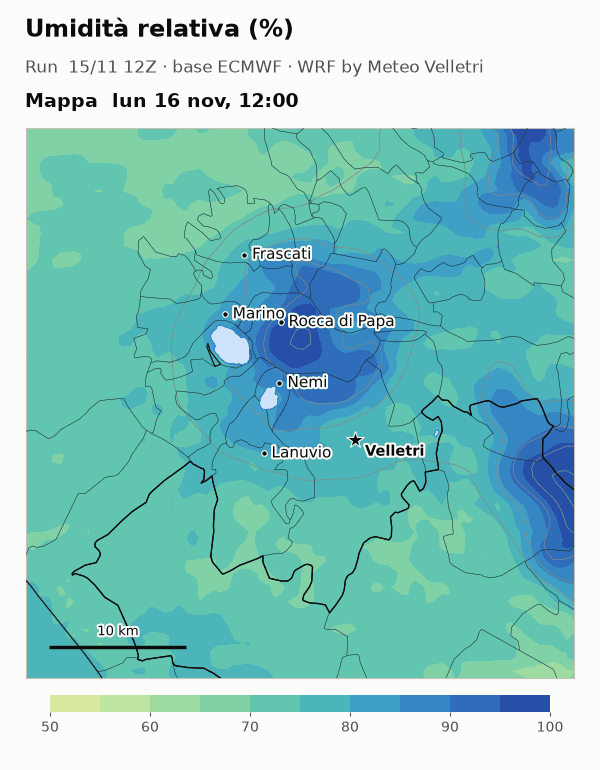 Umidità relativa (%)
Run  15/11 12Z · base ECMWF · WRF by Meteo Velletri
Mappa  lun 16 nov, 12:00
Frascati
Marino
Rocca di Papa
Nemi
Velletri
Lanuvio
10 km
50 60 70 80 90 100